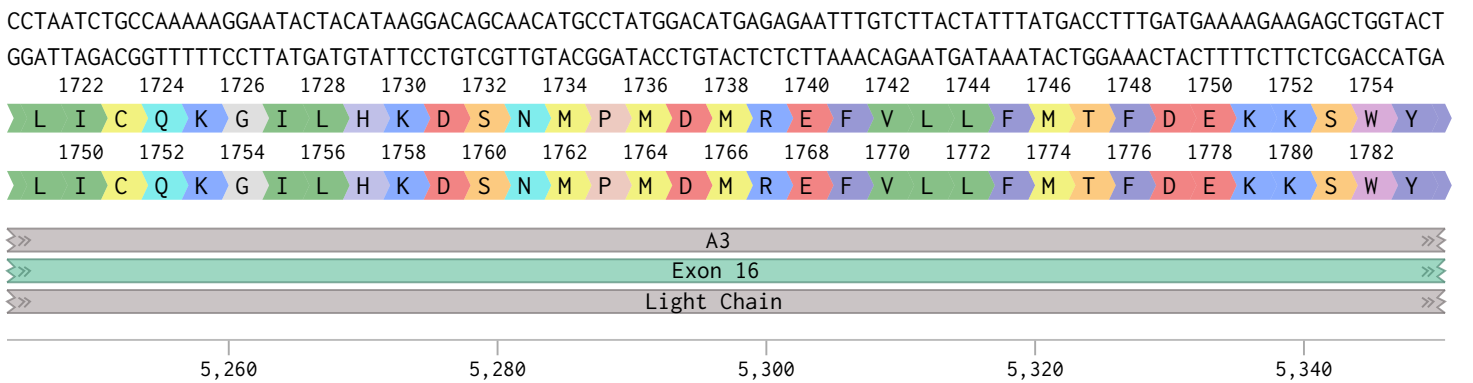 CCTAATCTGCCAAAAAGGAATACTACATAAGGACAGCAACATGCCTATGGACATGAGAGAATTTGTCTTACTATTTATGACCTTTGATGAAAAGAAGAGCTGGTACT
GGATTAGACGGTTTTTCCTTATGATGTATTCCTGTCGTTGTACGGATACCTGTACTCTCTTAAACAGAATGATAAATACTGGAAACTACTTTTCTTCTCGACCATGA
1722 1724 1726 1728 1730 1732 1734 1736 1738 1740 1742 1744 1746 1748 1750 1752 1754
L I C Q K G I L H K D S N M P M D M R E F V L L F M T F D E K K S W Y
1750 1752 1754 1756 1758 1760 1762 1764 1766 1768 1770 1772 1774 1776 1778 1780 1782
L I C Q K G I L H K D S N M P M D M R E F V L L F M T F D E K K S W Y
A3
Exon 16
Light Chain
5,260 5,280 5,300 5,320 5,340